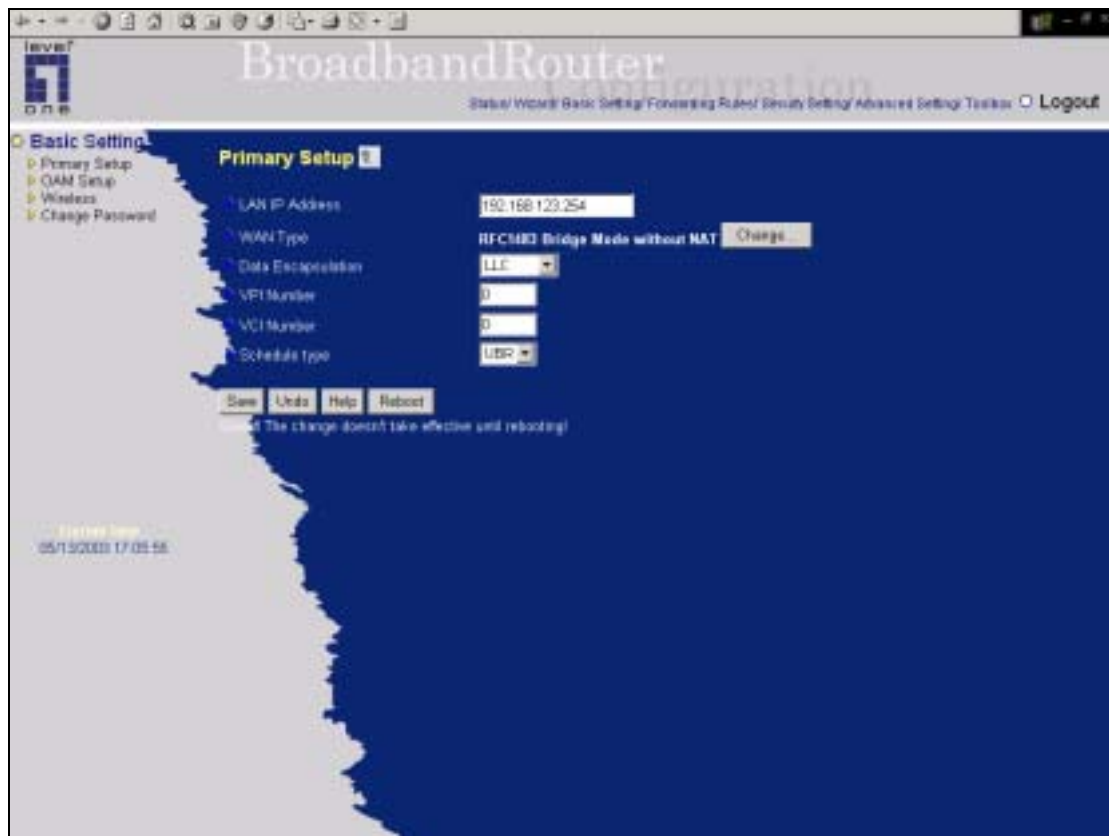 level
one
BroadbandRouter
Configuration
Status/ Wizard/ Basic Setting/ Forwarding Rules/ Security Setting/ Advanced Setting/ Toolbox Logout
Basic Setting
Primary Setup
OAM Setup
Wireless
Change Password
Primary Setup
LAN IP Address
192.168.123.254
WAN Type
RFC1483 Bridge Mode without NAT Change...
Data Encapsulation
LLC
VPI Number
0
VCI Number
0
Schedule type
UBR
Save Undo Help Reboot
The change doesn't take effective until rebooting!
05/13/2003 17:05:56